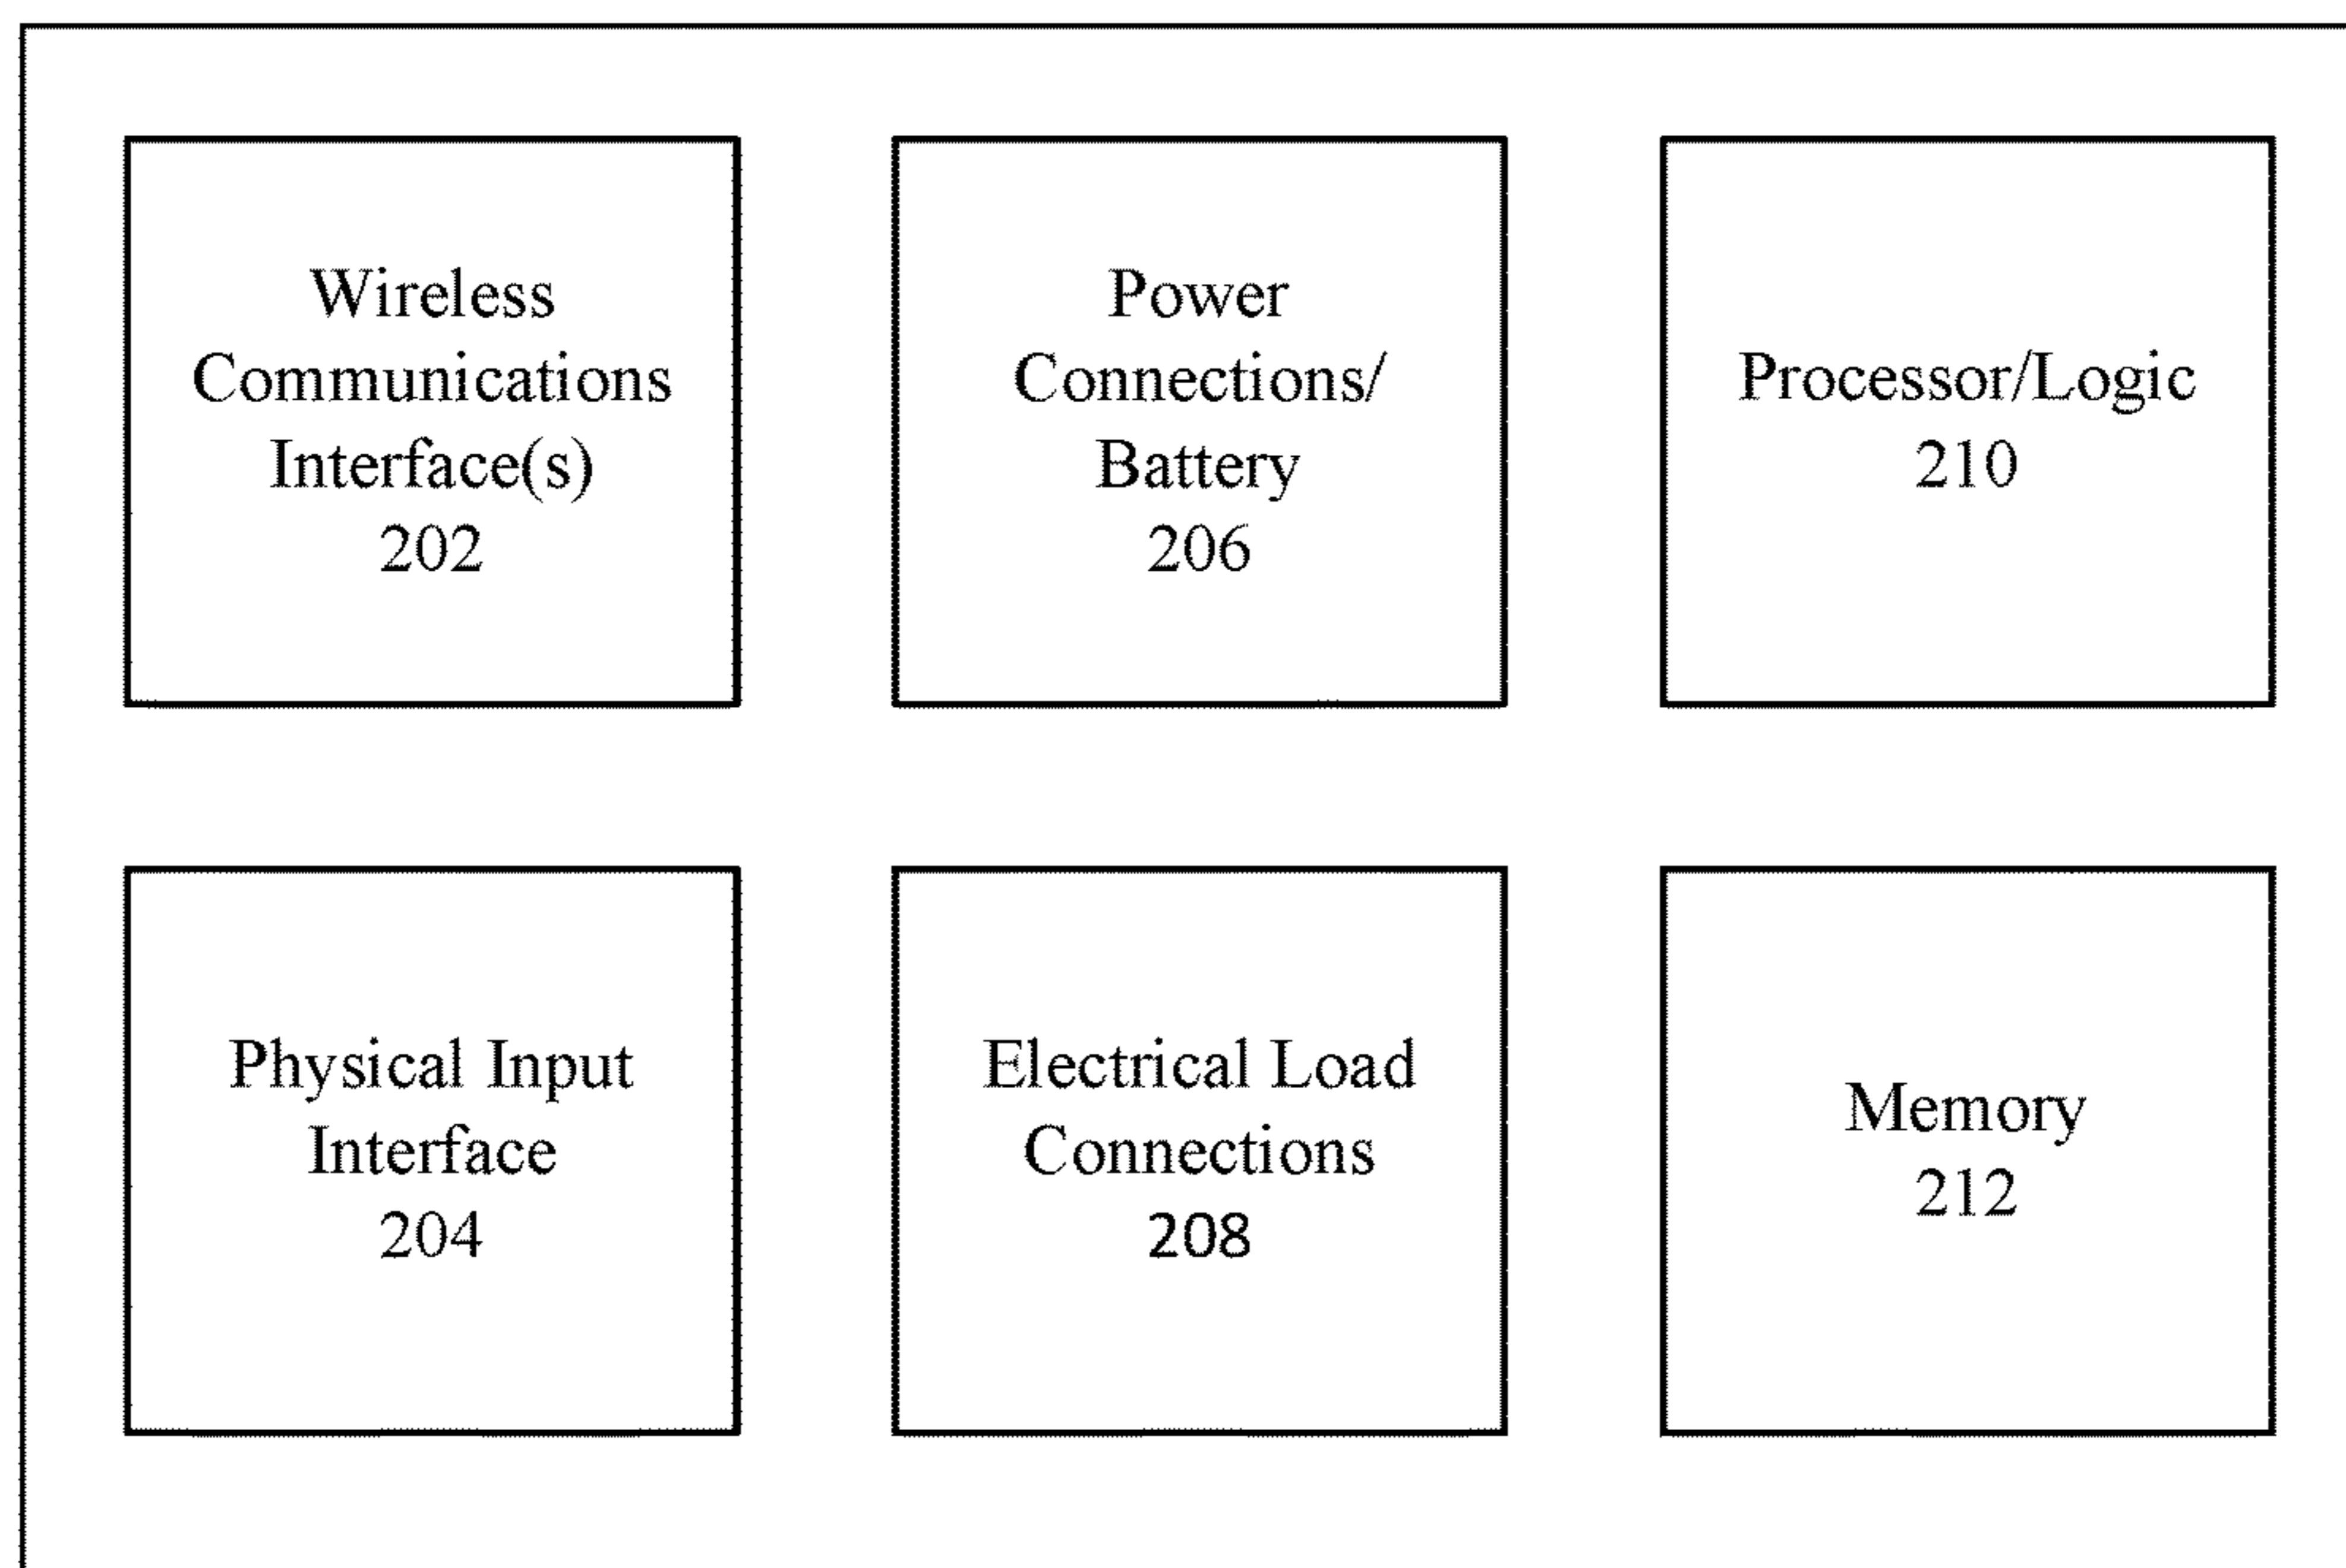 Wireless
Communications
Interface(s)
202
Power
Connections/
Battery
206
Processor/Logic
210
Physical Input
Interface
204
Electrical Load
Connections
208
Memory
212